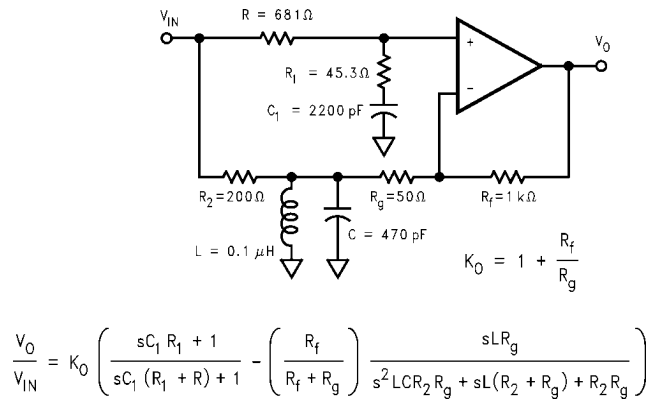 V_IN
R = 681Ω
V_O
+
R_1 = 45.3Ω
−
C_1 = 2200 pF
R_2=200Ω
R_g=50Ω
R_f=1 kΩ
C = 470 pF
L = 0.1 μH
K_O = 1 + R_f / R_g
V_O / V_IN = K_O ( (sC_1 R_1 + 1) / (sC_1 (R_1 + R) + 1) − ( R_f / (R_f + R_g) ) sLR_g / (s^2 LCR_2 R_g + sL(R_2 + R_g) + R_2 R_g) )